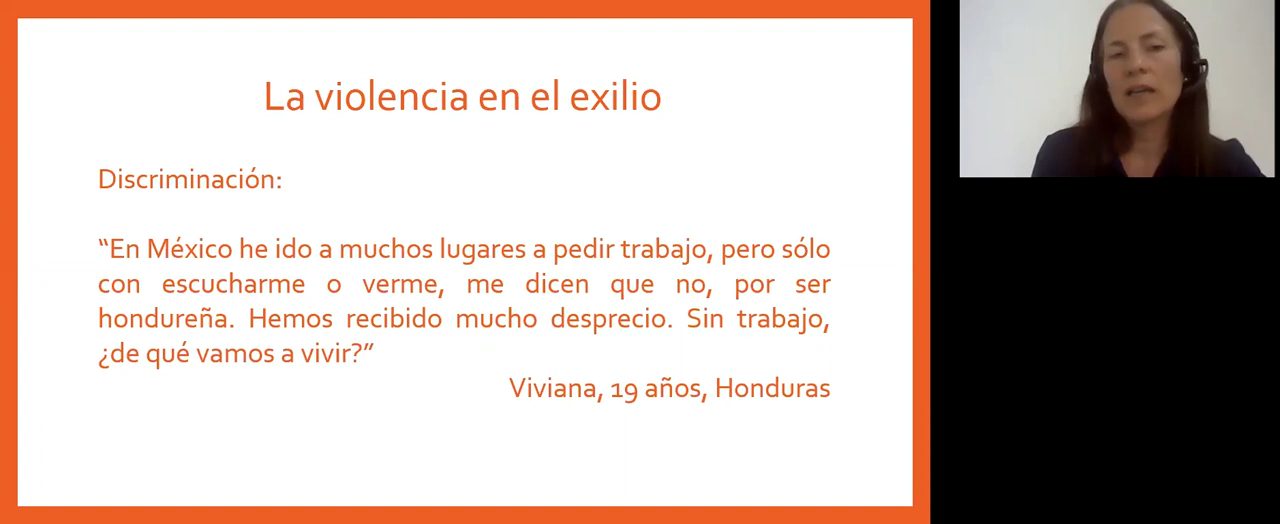 La violencia en el exilio
Discriminación:
“En México he ido a muchos lugares a pedir trabajo, pero sólo
con escucharme o verme, me dicen que no, por ser
hondureña. Hemos recibido mucho desprecio. Sin trabajo,
¿de qué vamos a vivir?”
Viviana, 19 años, Honduras